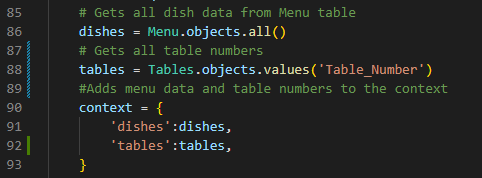 85 # Gets all dish data from Menu table
86 dishes = Menu.objects.all()
87 # Gets all table numbers
88 tables = Tables.objects.values('Table_Number')
89 #Adds menu data and table numbers to the context
90 context = {
91 'dishes':dishes,
92 'tables':tables,
93 }